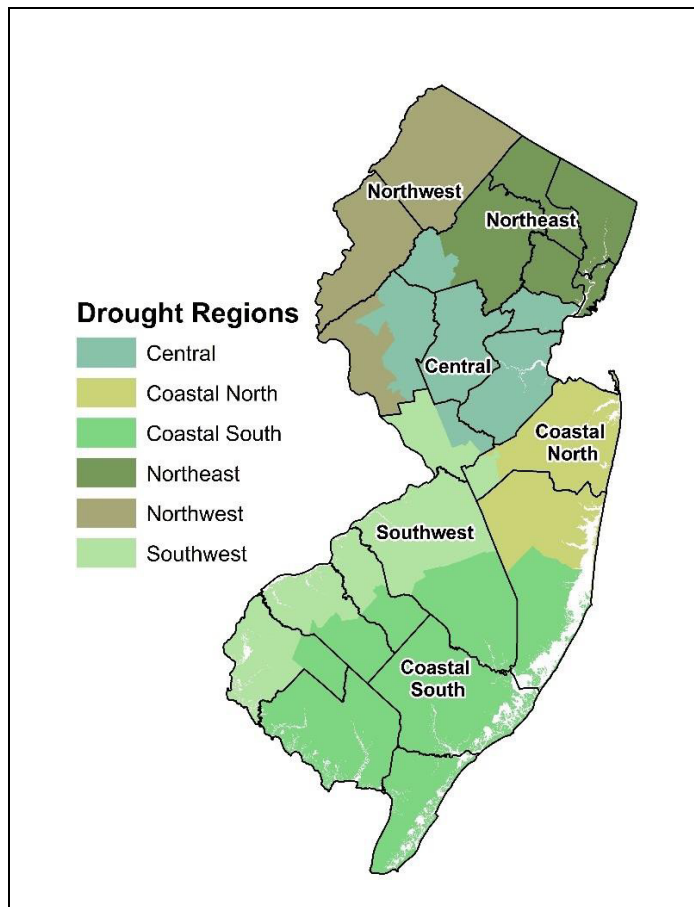 Northwest
Northeast
Drought Regions
Central
Coastal North
Coastal South
Northeast
Northwest
Southwest
Central
Coastal
North
Southwest
Coastal
South